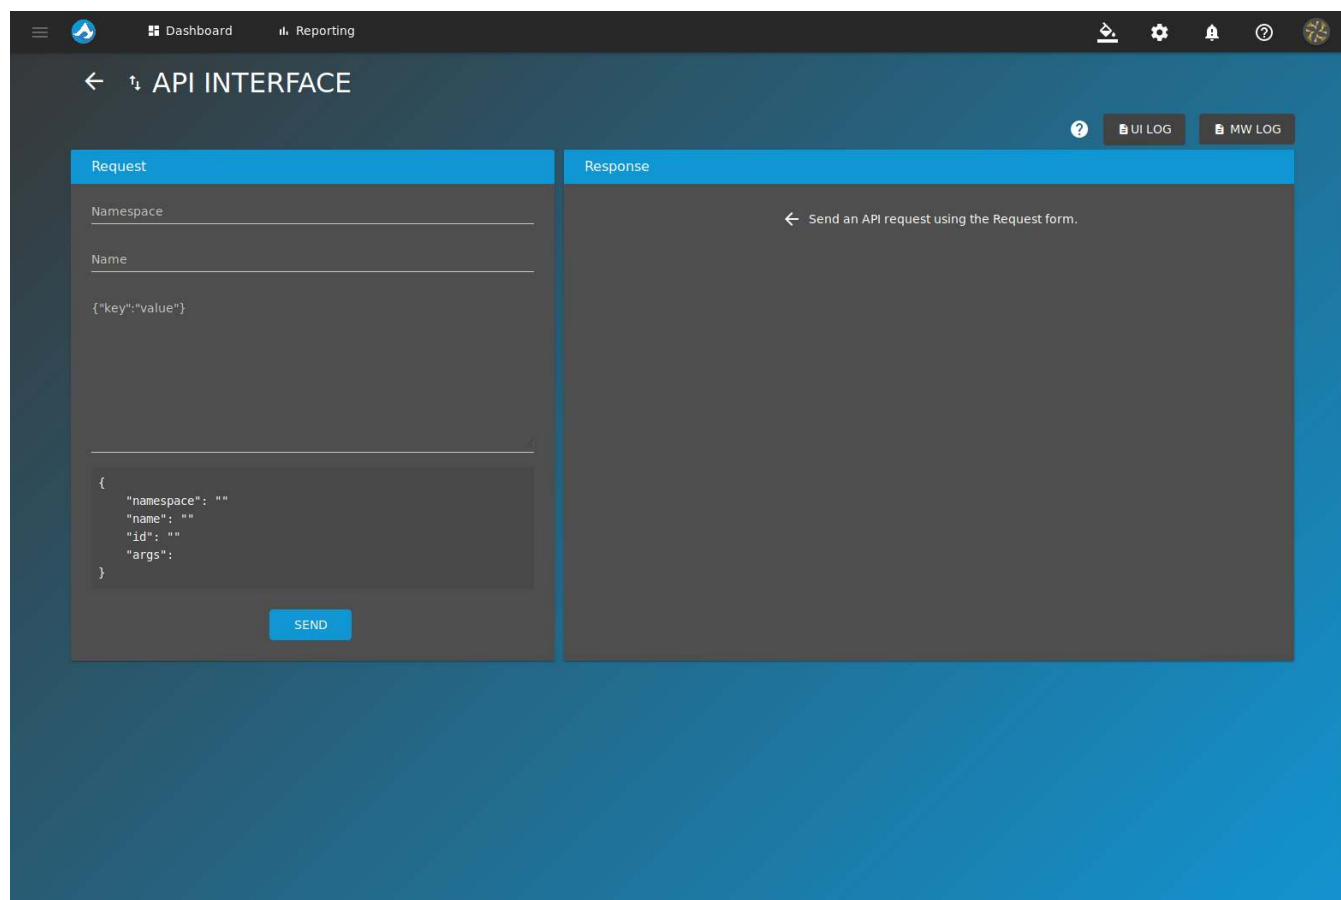 Dashboard
Reporting
API INTERFACE
UI LOG
MW LOG
Request
Namespace
Name
{"key":"value"}
{
"namespace": ""
"name": ""
"id": ""
"args":
}
SEND
Response
Send an API request using the Request form.